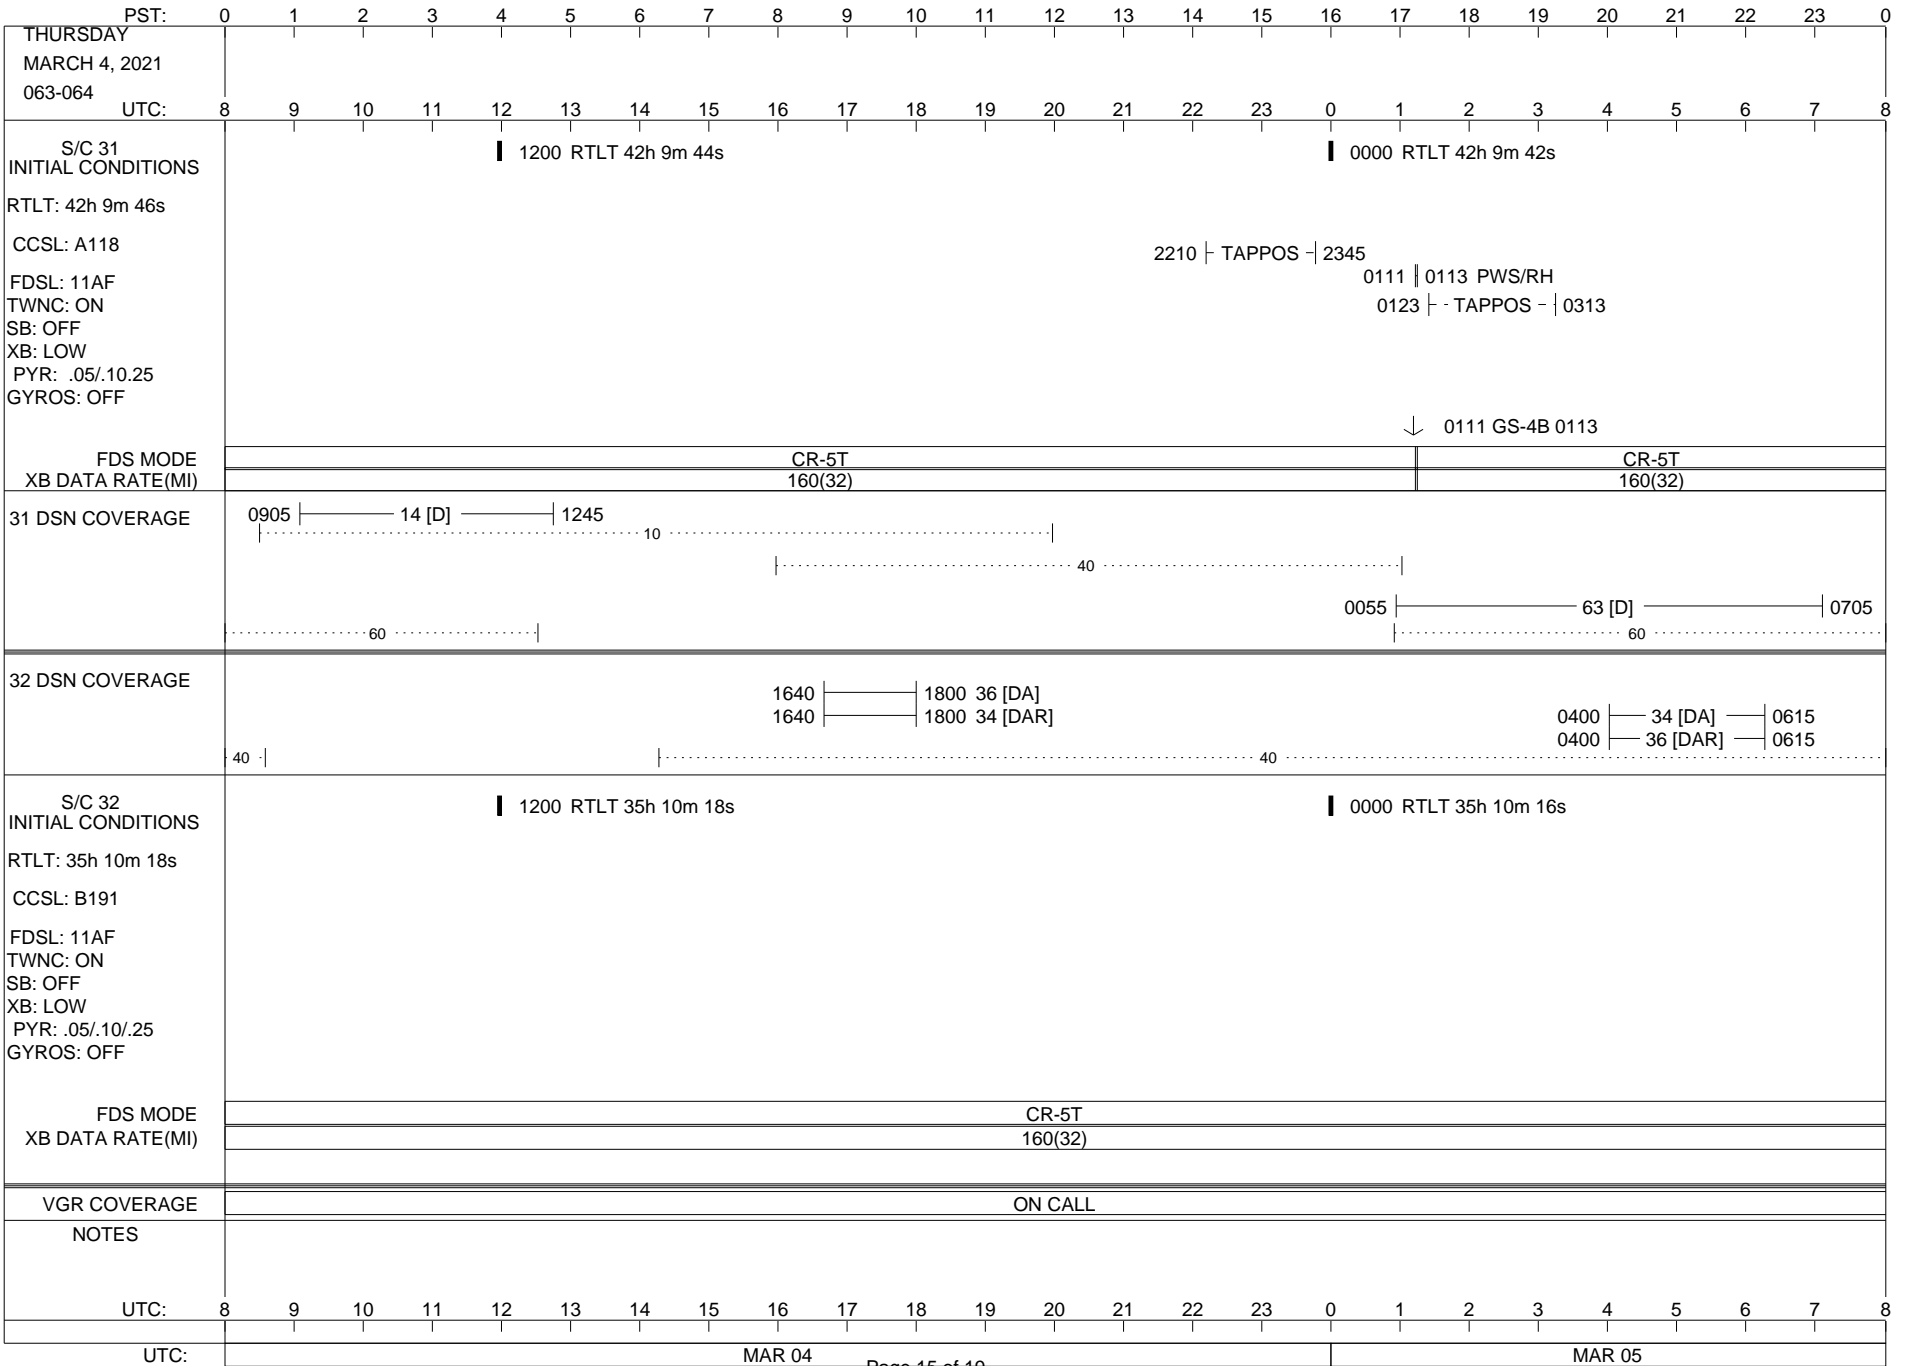 PST: 0 1 2 3 4 5 6 7 8 9 10 11 12 13 14 15 16 17 18 19 20 21 22 23 0
THURSDAY
MARCH 4, 2021
063-064
UTC: 8 9 10 11 12 13 14 15 16 17 18 19 20 21 22 23 0 1 2 3 4 5 6 7 8
S/C 31
INITIAL CONDITIONS
1200 RTLT 42h 9m 44s
0000 RTLT 42h 9m 42s
RTLT: 42h 9m 46s
CCSL: A118
2210 TAPPOS 2345
FDSL: 11AF
0111 0113 PWS/RH
TWNC: ON
0123 TAPPOS 0313
SB: OFF
XB: LOW
PYR: .05/.10.25
GYROS: OFF
0111 GS-4B 0113
FDS MODE CR-5T CR-5T
XB DATA RATE(MI) 160(32) 160(32)
31 DSN COVERAGE
0905 14 [D] 1245
10
40
0055 63 [D] 0705
60 60
32 DSN COVERAGE
1640 1800 36 [DA]
1640 1800 34 [DAR]
0400 34 [DA] 0615
0400 36 [DAR] 0615
40 40
S/C 32
INITIAL CONDITIONS
1200 RTLT 35h 10m 18s
0000 RTLT 35h 10m 16s
RTLT: 35h 10m 18s
CCSL: B191
FDSL: 11AF
TWNC: ON
SB: OFF
XB: LOW
PYR: .05/.10/.25
GYROS: OFF
FDS MODE CR-5T
XB DATA RATE(MI) 160(32)
VGR COVERAGE ON CALL
NOTES
UTC: 8 9 10 11 12 13 14 15 16 17 18 19 20 21 22 23 0 1 2 3 4 5 6 7 8
UTC: MAR 04 MAR 05
Page 15 of 19